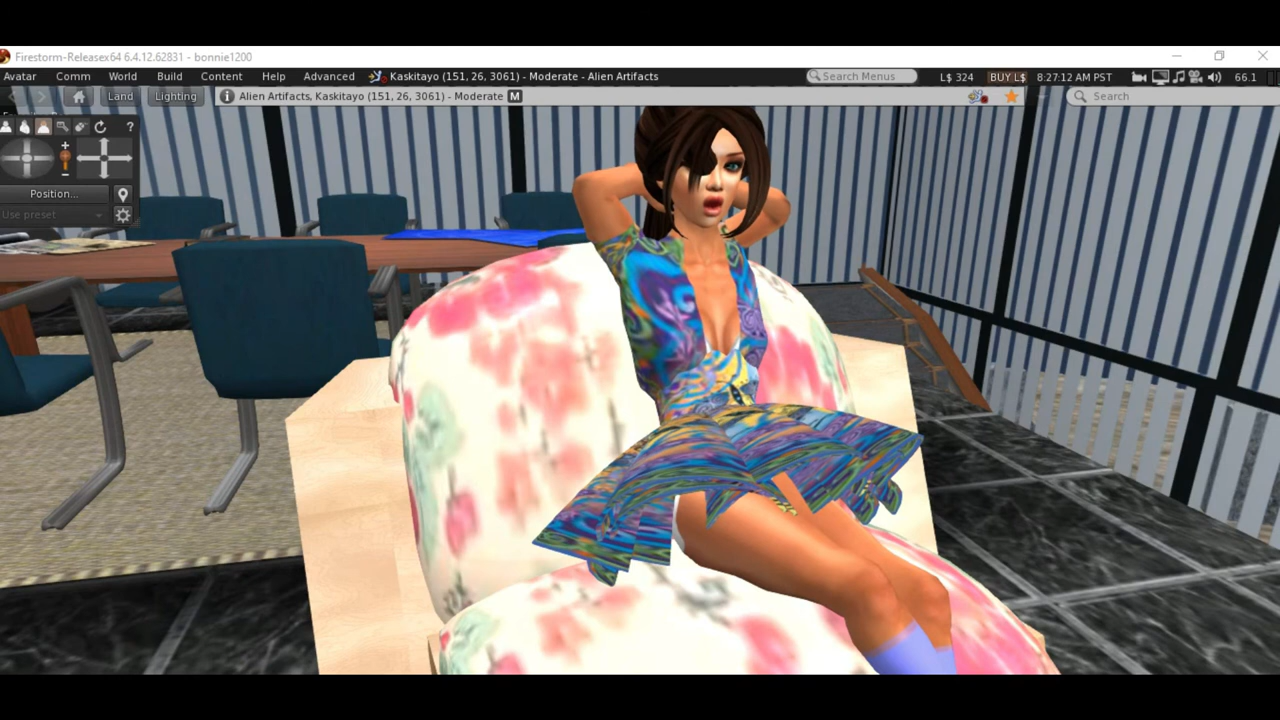 Firestorm-Releasex64 6.4.12.62831 - bonnie1200
Avatar Comm World Build Content Help Advanced Kaskitayo (151, 26, 3061) - Moderate - Alien Artifacts Search Menus L$ 324 BUY L$ 8:27:12 AM PST 66.1
Land Lighting Alien Artifacts, Kaskitayo (151, 26, 3061) - Moderate M Search
?
+
-
Position...
Use preset